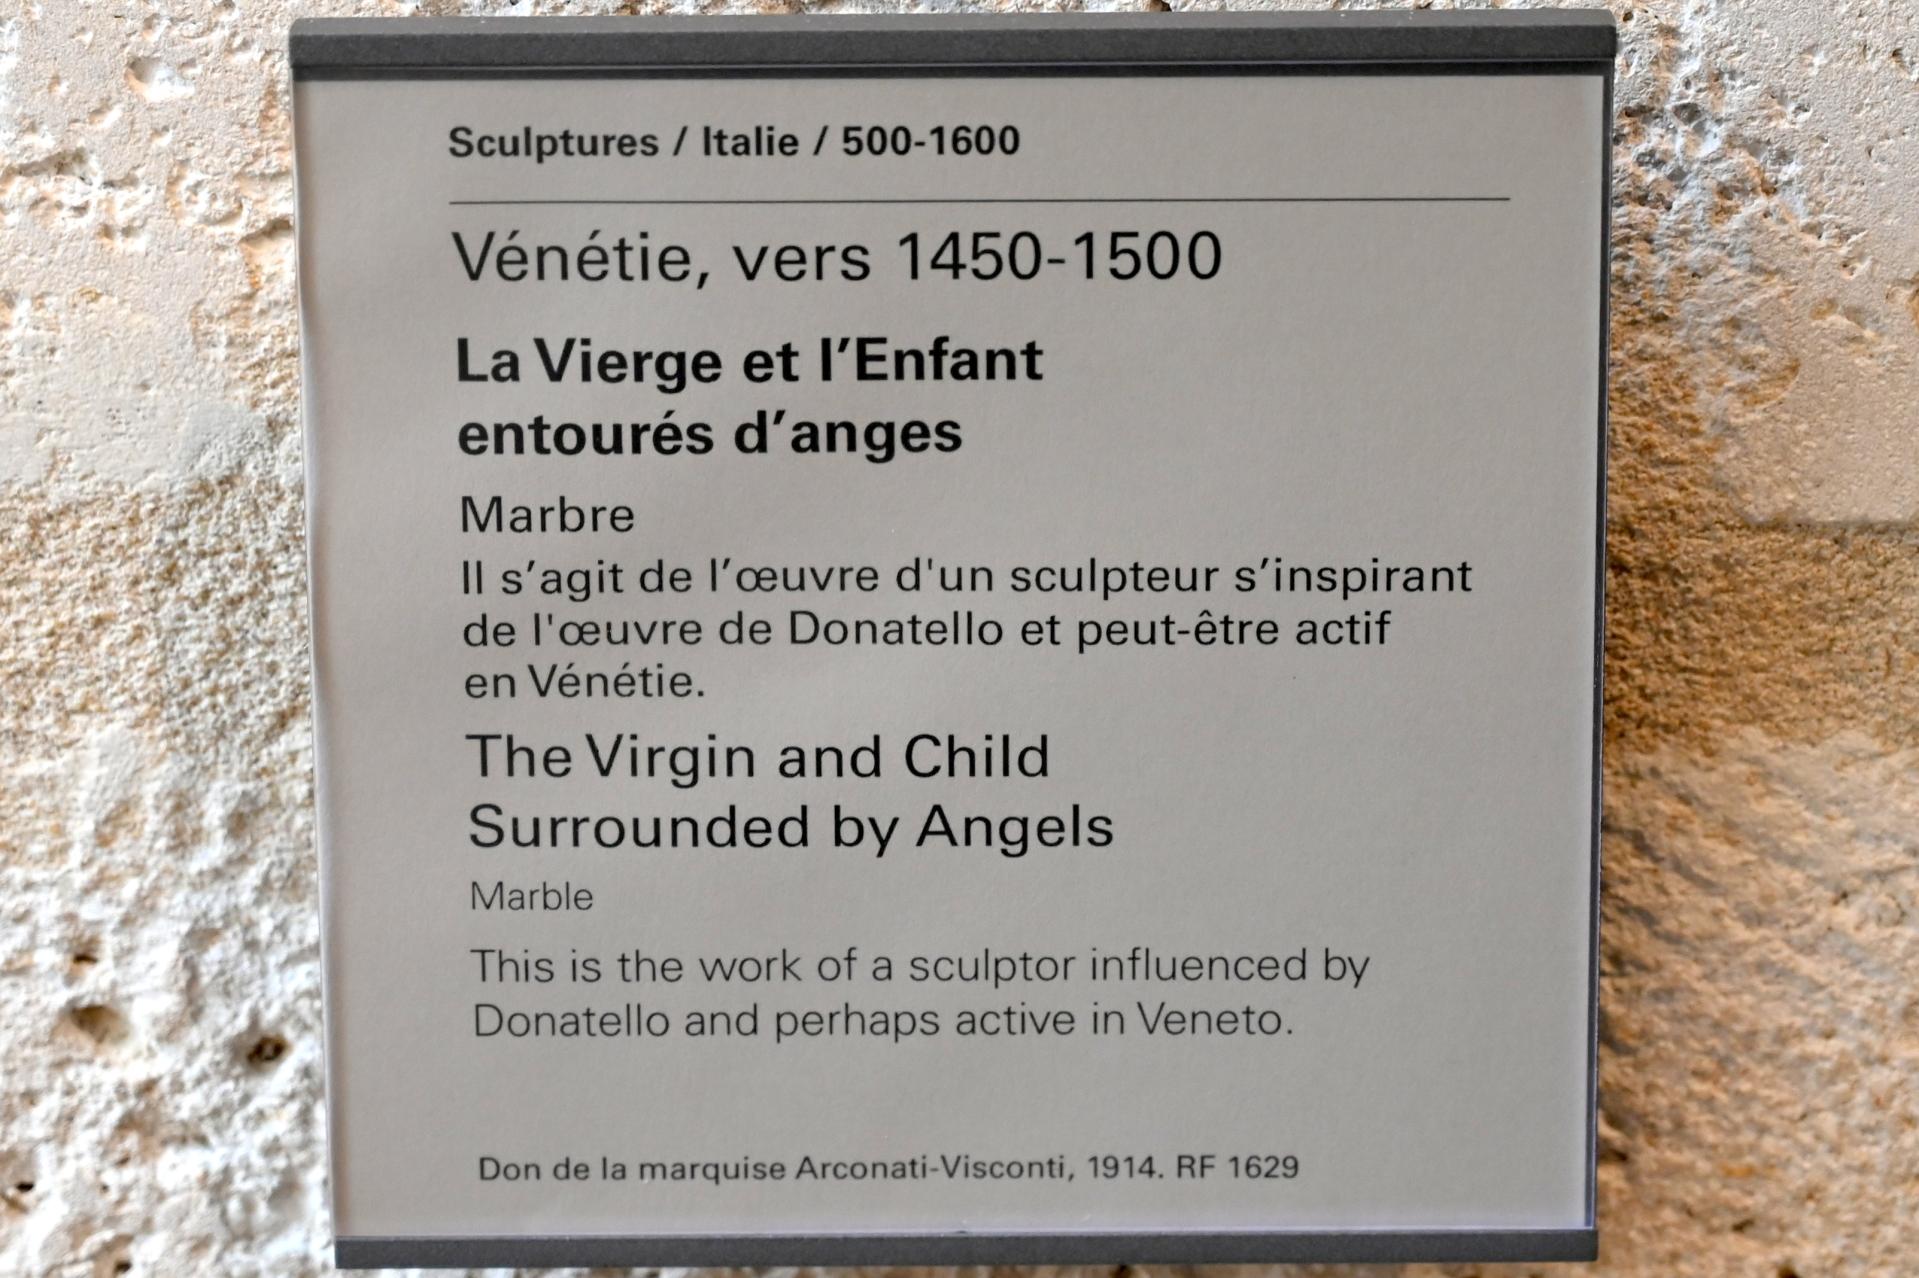 Sculptures / Italie / 500-1600
Vénétie, vers 1450-1500
La Vierge et l’Enfant
entourés d’anges
Marbre
Il s’agit de l’œuvre d'un sculpteur s’inspirant
de l'œuvre de Donatello et peut-être actif
en Vénétie.
The Virgin and Child
Surrounded by Angels
Marble
This is the work of a sculptor influenced by
Donatello and perhaps active in Veneto.
Don de la marquise Arconati-Visconti, 1914. RF 1629